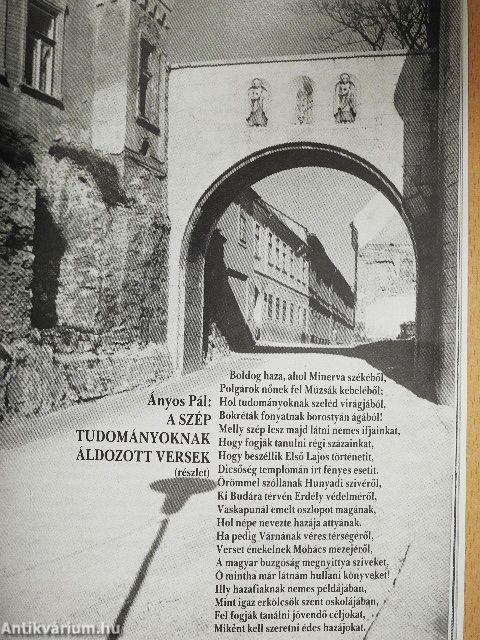 Ányos Pál:
A SZÉP
TUDOMÁNYOKNAK
ÁLDOZOTT VERSEK
(részlet)
Boldog haza, ahol Minerva székéből,
Polgárok nőnek fel Múzsák kebeléből;
Hol tudományoknak szeléd virágjából,
Bokréták fonyatnak borostyán ágából!
Melly szép lesz majd látni nemes ifjainkat,
Hogy fogják tanulni régi százainkat,
Hogy beszéllik Első Lajos történetit,
Dicsőség templomán írt fényes esetit.
Örömmel szóllanak Hunyadi szivéről,
Ki Budára térvén Erdély védelméről,
Vaskapunál emelt oszlopot magának,
Hol népe nevezte hazája attyának.
Ha pedig Várnának véres térségéről,
Verset énekelnek Mohács mezejéről,
A magyar buzgóság megnyittya szíveket,
Ó mintha már látnám hullani könyveket!
Illy hazafiaknak nemes példájában,
Mint igaz erkölcsök szent oskolájában,
Fel fogják tanálni jövendő céljokat,
Miként kell szeretni édes hazájokat,
Antikvárium.hu